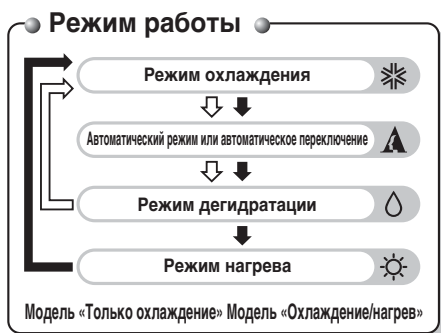 Режим работы
Режим охлаждения
Автоматический режим или автоматическое переключение
Режим дегидратации
Режим нагрева
Модель «Только охлаждение» Модель «Охлаждение/нагрев»